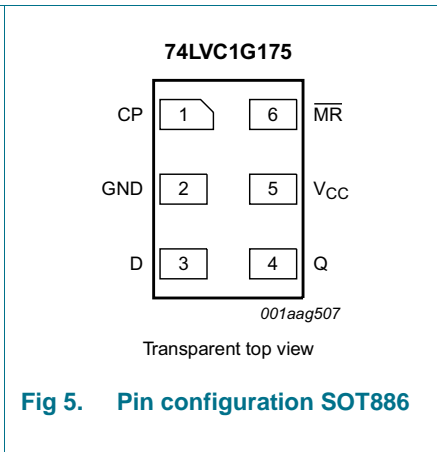 74LVC1G175
CP 1 6 M̅R̅
GND 2 5 VCC
D 3 4 Q
001aag507
Transparent top view
Fig 5. Pin configuration SOT886